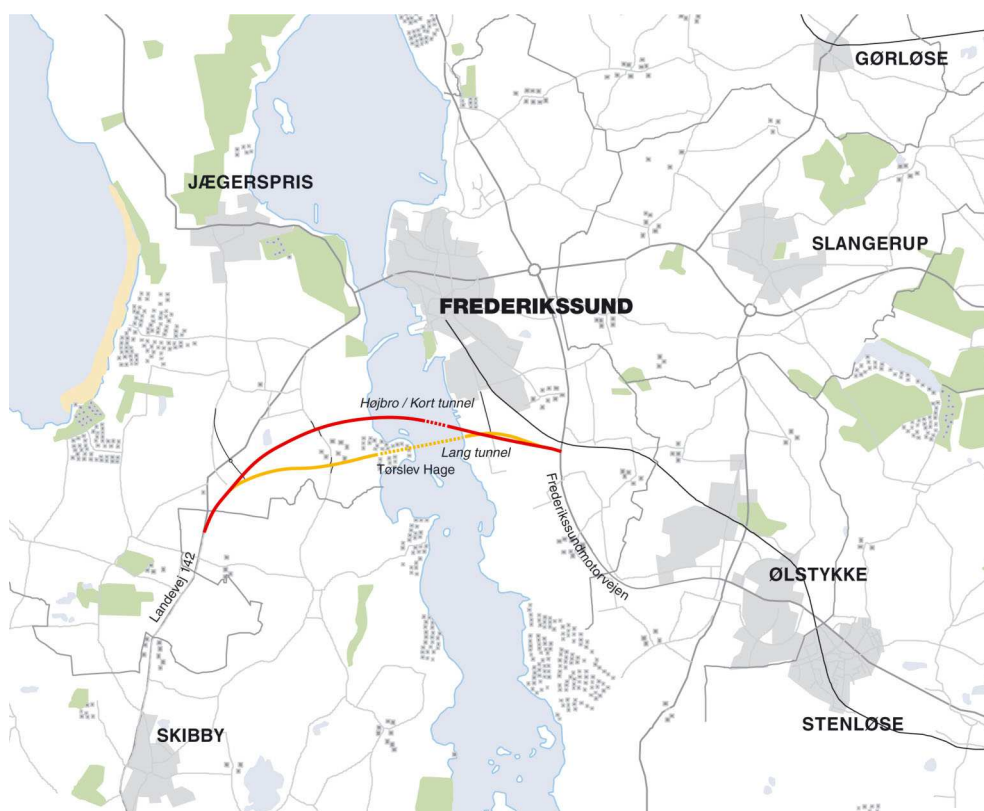 GØRLØSE
JÆGERSPRIS
SLANGERUP
FREDERIKSSUND
Højbro / Kort tunnel
Lang tunnel
Tørslev Hage
Frederikssundmotorvejen
Landevej 142
ØLSTYKKE
STENLØSE
SKIBBY